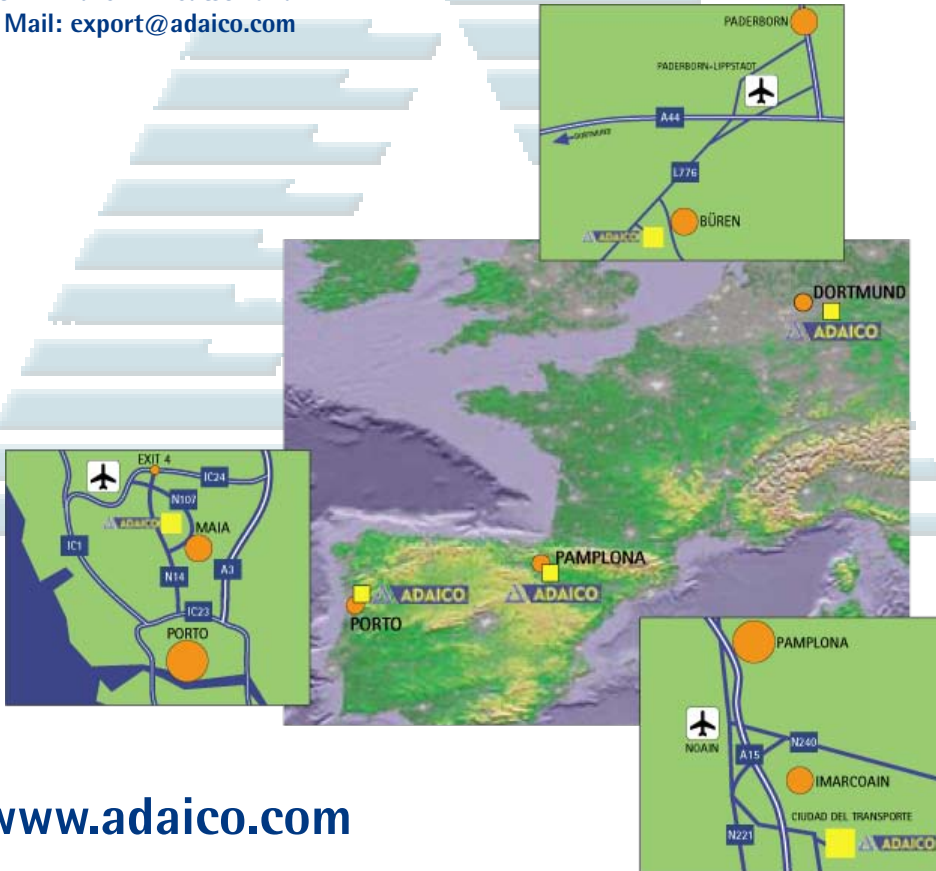 Mail: export@adaico.com
PADERBORN
PADERBORN-LIPPSTADT
A44
DORTMUND
L776
BÜREN
ADAICO
DORTMUND
ADAICO
EXIT 4
IC24
N107
ADAICO
MAIA
IC1
N14
A3
IC23
PORTO
PAMPLONA
ADAICO
ADAICO
PORTO
PAMPLONA
NOAIN
A15
N240
IMARCOAIN
CIUDAD DEL TRANSPORTE
N221
ADAICO
www.adaico.com